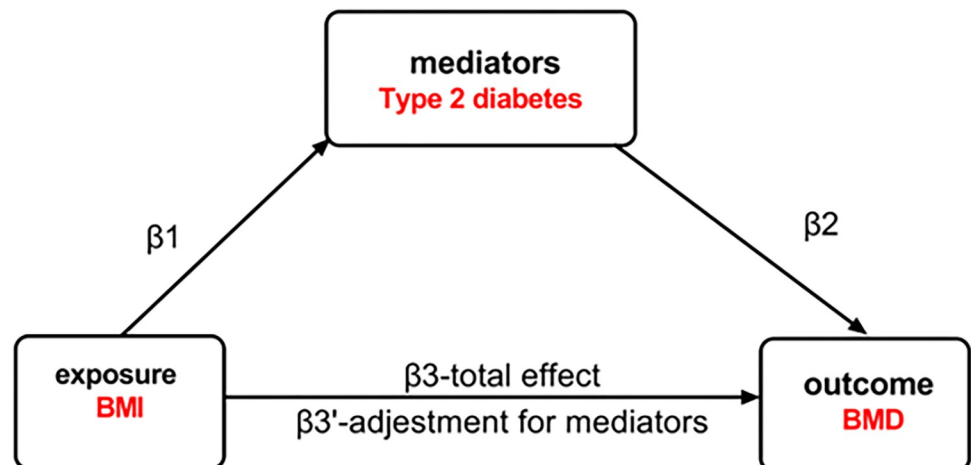 mediators
Type 2 diabetes
β1
β2
exposure
BMI
β3-total effect
β3'-adjestment for mediators
outcome
BMD